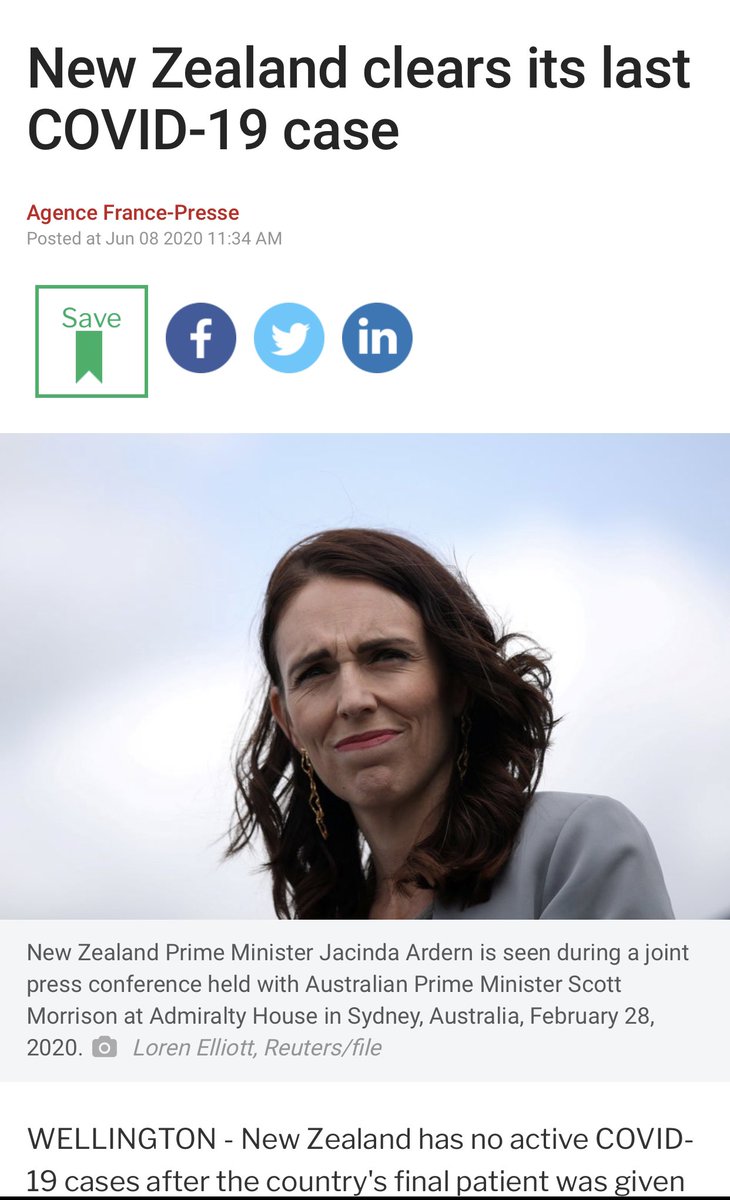 New Zealand clears its last
COVID-19 case
Agence France-Presse
Posted at Jun 08 2020 11:34 AM
Save
f
in
New Zealand Prime Minister Jacinda Ardern is seen during a joint
press conference held with Australian Prime Minister Scott
Morrison at Admiralty House in Sydney, Australia, February 28,
2020. Loren Elliott, Reuters/file
WELLINGTON - New Zealand has no active COVID-
19 cases after the country's final patient was given